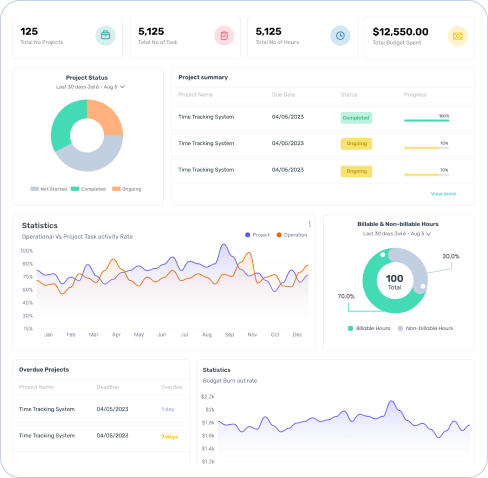 125
Total No Projects
5,125
Total No of Task
5,125
Total No of Hours
$12,550.00
Total Budget Spent
Project Status
Last 30 days Jul 6 - Aug 5
Not Started Completed Ongoing
Project summary
Project Name Due Date Status Progress
Time Tracking System 04/05/2023 Completed 100%
Time Tracking System 04/05/2023 Ongoing 70%
Time Tracking System 04/05/2023 Ongoing 70%
View more
Statistics
Operational Vs Project Task activity Rate
Project Operation
100%
90%
75%
60%
45%
30%
15%
Jan Feb Mar Apr May Jun Jul Aug Sep Nov Oct Dec
Billable & Non-billable Hours
Last 30 days Jul 6 - Aug 5
30.0%
100
Total
70.0%
Billable Hours Non-billable Hours
Overdue Projects
Project Name Deadline Overdue
Time Tracking System 04/05/2023 1 day
Time Tracking System 04/05/2023 7 days
Statistics
Budget Burn out rate
$2.2k
$2k
$1.8k
$1.6k
$1.4k
$1.2k